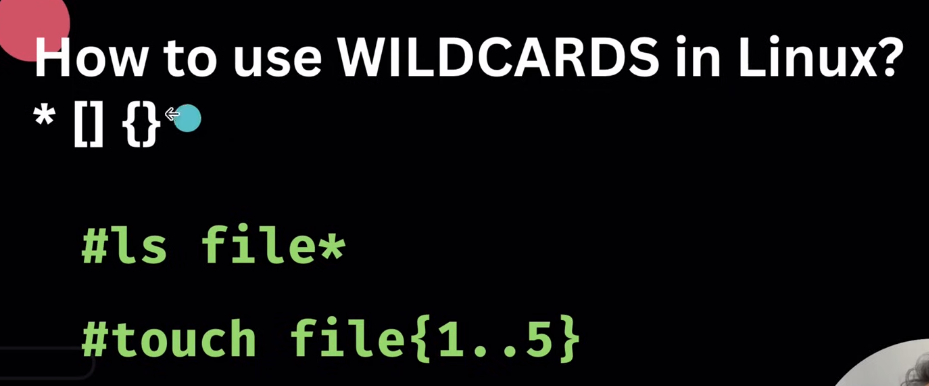 How to use WILDCARDS in Linux?
* [] {}
#ls file*
#touch file{1..5}